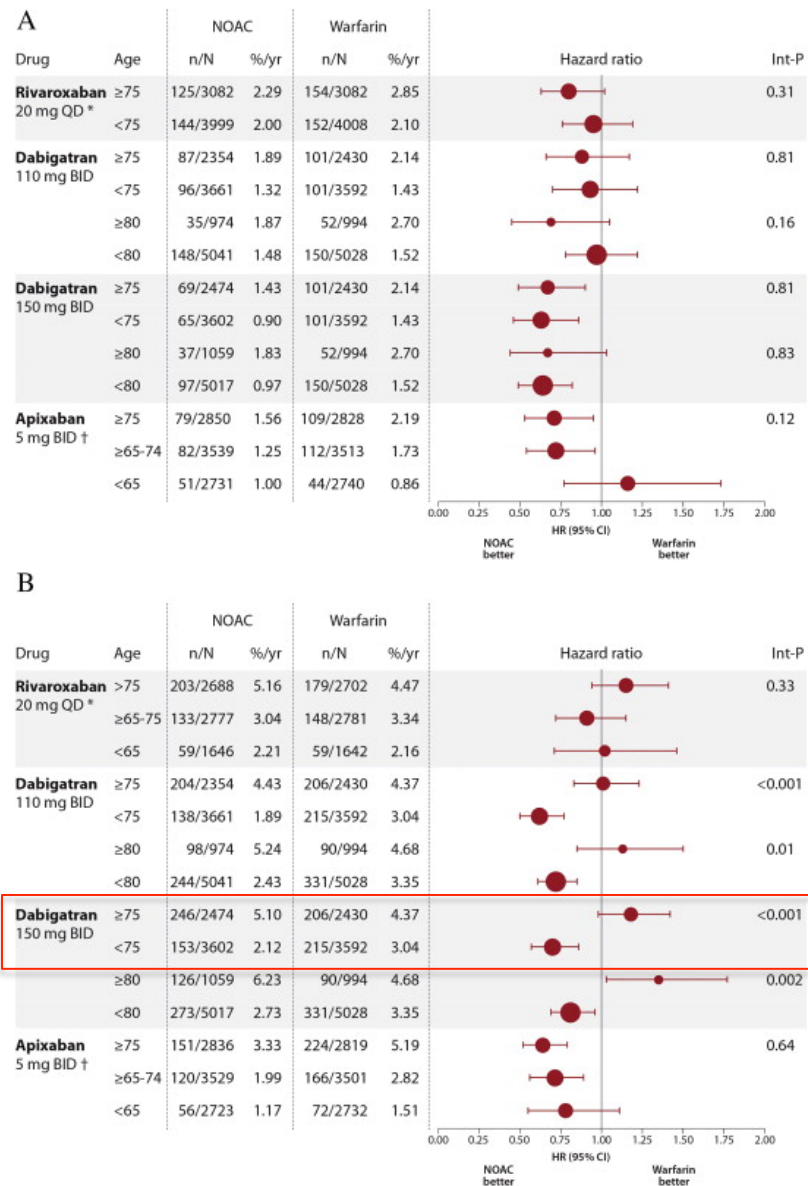 A
NOAC Warfarin
Drug Age n/N %/yr n/N %/yr Hazard ratio Int-P
Rivaroxaban ≥75 125/3082 2.29 154/3082 2.85 0.31
20 mg QD *
<75 144/3999 2.00 152/4008 2.10
Dabigatran ≥75 87/2354 1.89 101/2430 2.14 0.81
110 mg BID
<75 96/3661 1.32 101/3592 1.43
≥80 35/974 1.87 52/994 2.70 0.16
<80 148/5041 1.48 150/5028 1.52
Dabigatran ≥75 69/2474 1.43 101/2430 2.14 0.81
150 mg BID
<75 65/3602 0.90 101/3592 1.43
≥80 37/1059 1.83 52/994 2.70 0.83
<80 97/5017 0.97 150/5028 1.52
Apixaban ≥75 79/2850 1.56 109/2828 2.19 0.12
5 mg BID †
≥65-74 82/3539 1.25 112/3513 1.73
<65 51/2731 1.00 44/2740 0.86
0.00 0.25 0.50 0.75 1.00 1.25 1.50 1.75 2.00
HR (95% CI)
NOAC Warfarin
better better
B
NOAC Warfarin
Drug Age n/N %/yr n/N %/yr Hazard ratio Int-P
Rivaroxaban >75 203/2688 5.16 179/2702 4.47 0.33
20 mg QD *
≥65-75 133/2777 3.04 148/2781 3.34
<65 59/1646 2.21 59/1642 2.16
Dabigatran ≥75 204/2354 4.43 206/2430 4.37 <0.001
110 mg BID
<75 138/3661 1.89 215/3592 3.04
≥80 98/974 5.24 90/994 4.68 0.01
<80 244/5041 2.43 331/5028 3.35
Dabigatran ≥75 246/2474 5.10 206/2430 4.37 <0.001
150 mg BID
<75 153/3602 2.12 215/3592 3.04
≥80 126/1059 6.23 90/994 4.68 0.002
<80 273/5017 2.73 331/5028 3.35
Apixaban ≥75 151/2836 3.33 224/2819 5.19 0.64
5 mg BID †
≥65-74 120/3529 1.99 166/3501 2.82
<65 56/2723 1.17 72/2732 1.51
0.00 0.25 0.50 0.75 1.00 1.25 1.50 1.75 2.00
HR (95% CI)
NOAC Warfarin
better better